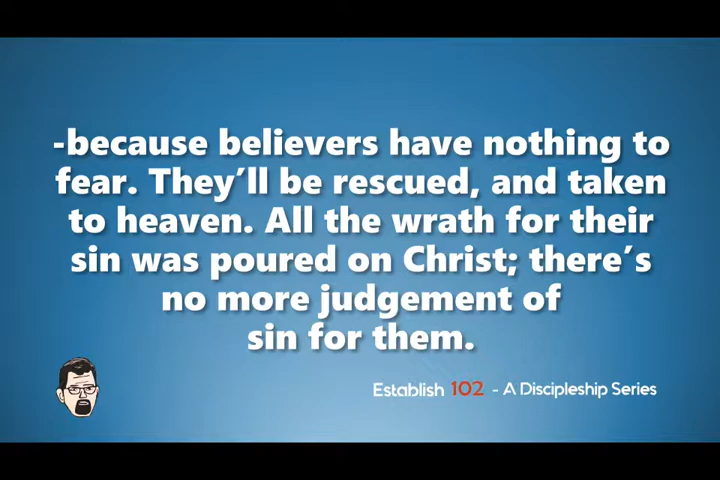 -because believers have nothing to
fear. They’ll be rescued, and taken
to heaven. All the wrath for their
sin was poured on Christ; there’s
no more judgement of
sin for them.
Establish 102 - A Discipleship Series